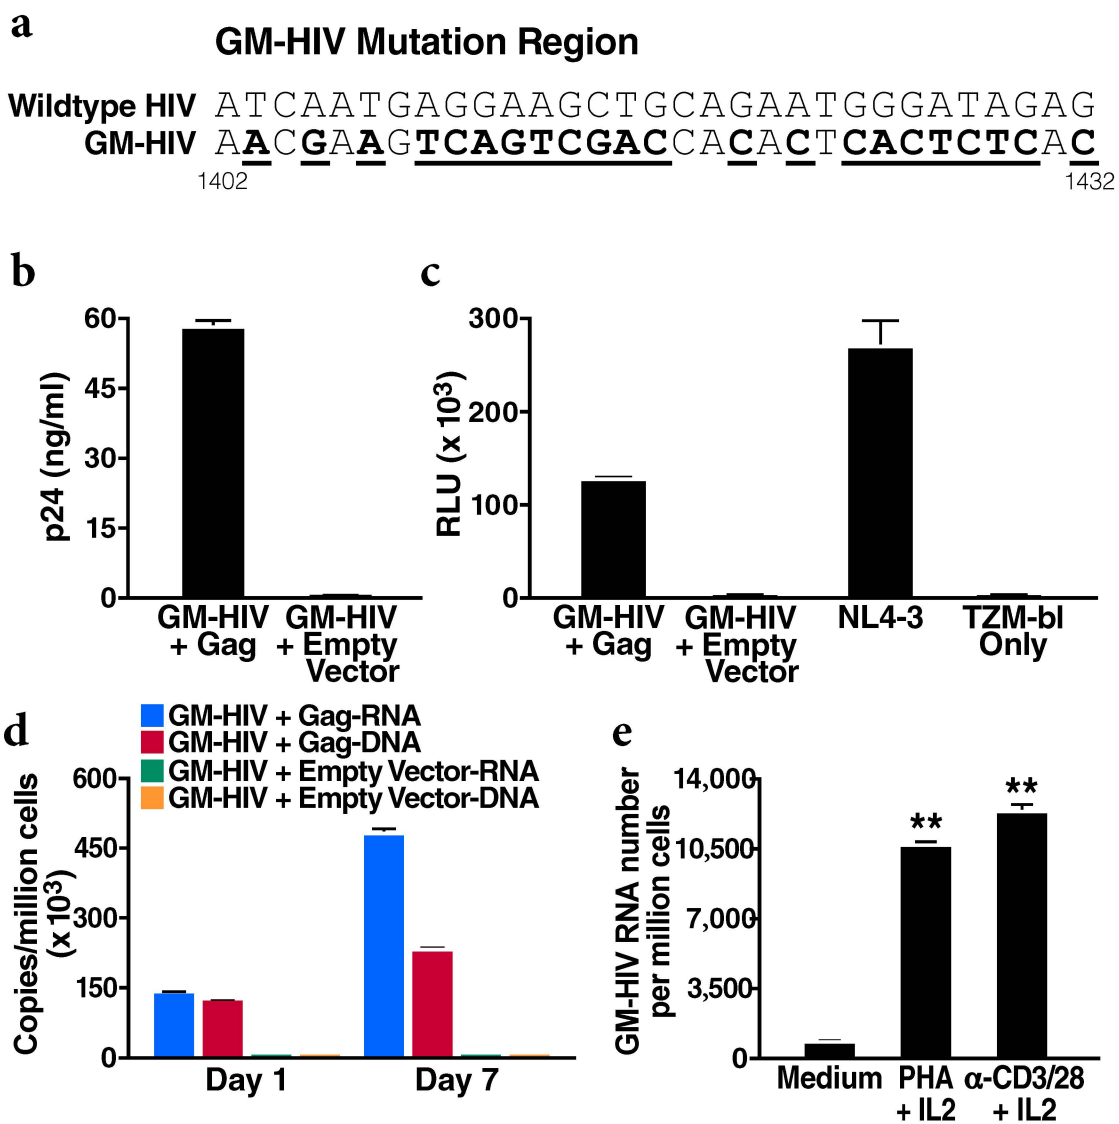 a
GM-HIV Mutation Region
Wildtype HIV ATCAATGAGGAAGCTGCAGAATGGGATAGAG
GM-HIV AACGAAGTCAGTCGACCACACTCACTCTCAC
1402 1432
b
p24 (ng/ml)
60
45
30
15
0
GM-HIV + Gag
GM-HIV + Empty Vector
c
RLU (x 10³)
300
200
100
0
GM-HIV + Gag
GM-HIV + Empty Vector
NL4-3
TZM-bl Only
d
GM-HIV + Gag-RNA
GM-HIV + Gag-DNA
GM-HIV + Empty Vector-RNA
GM-HIV + Empty Vector-DNA
Copies/million cells
(x 10³)
600
450
300
150
0
Day 1
Day 7
e
GM-HIV RNA number
per million cells
14,000
10,500
7,000
3,500
0
**
**
Medium
PHA + IL2
α-CD3/28 + IL2